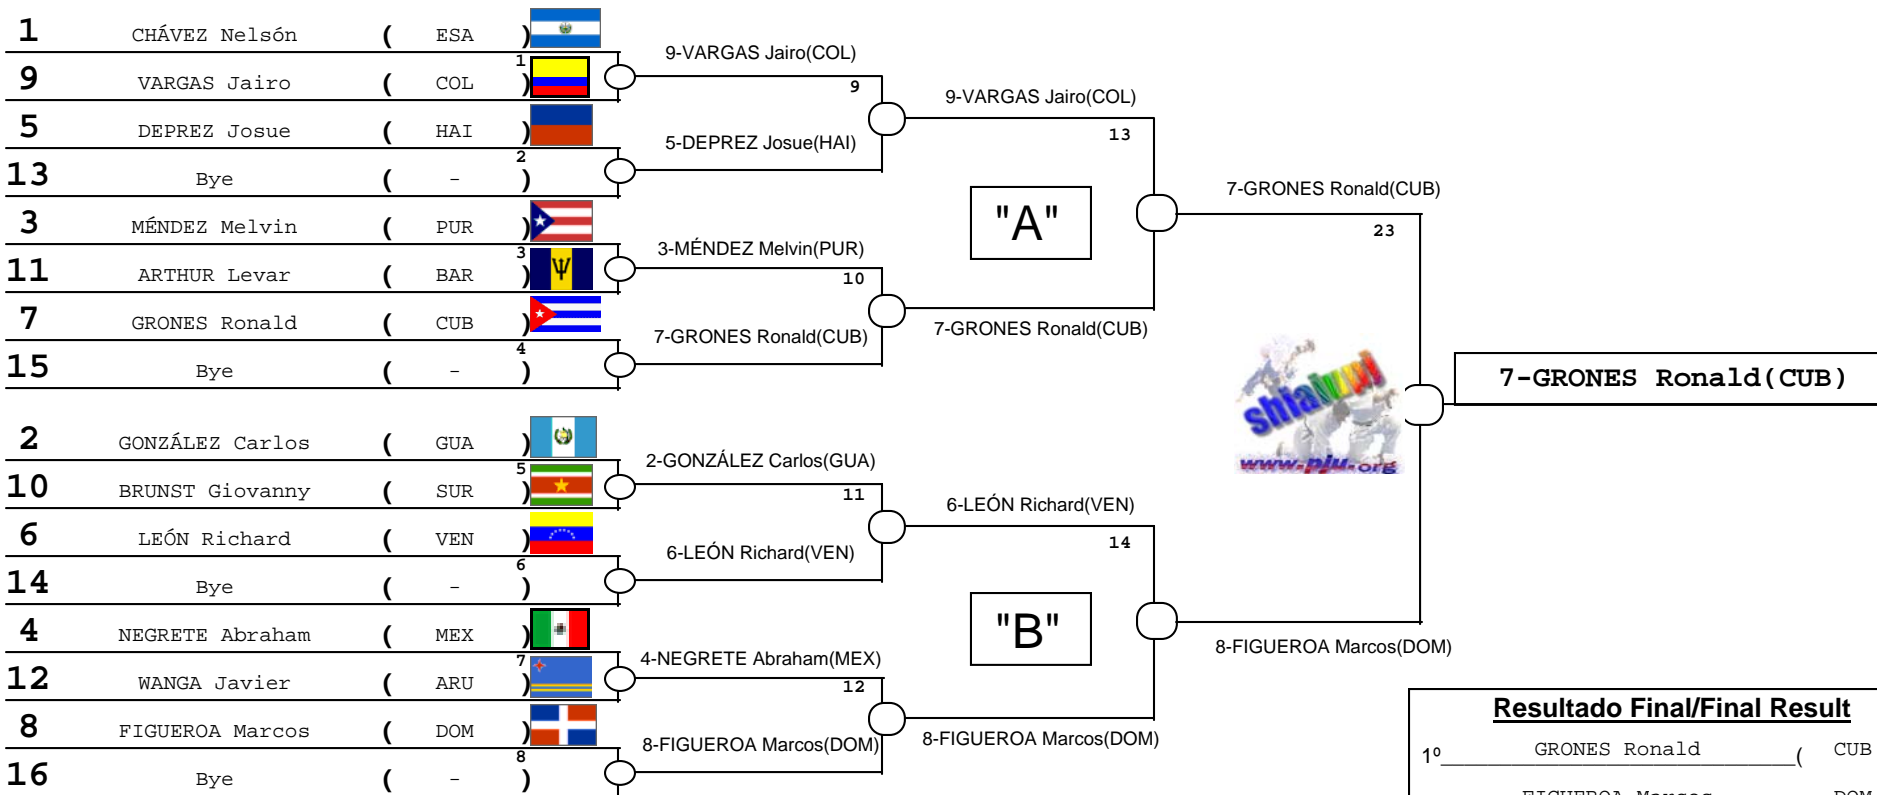 1 CHÁVEZ Nelsón ( ESA )
1
9 VARGAS Jairo ( COL )
5 DEPREZ Josue ( HAI )
2
13 Bye ( - )
3 MÉNDEZ Melvin ( PUR )
3
11 ARTHUR Levar ( BAR )
7 GRONES Ronald ( CUB )
4
15 Bye ( - )
2 GONZÁLEZ Carlos ( GUA )
5
10 BRUNST Giovanny ( SUR )
6 LEÓN Richard ( VEN )
6
14 Bye ( - )
4 NEGRETE Abraham ( MEX )
7
12 WANGA Javier ( ARU )
8 FIGUEROA Marcos ( DOM )
8
16 Bye ( - )
9-VARGAS Jairo(COL)
9
5-DEPREZ Josue(HAI)
3-MÉNDEZ Melvin(PUR)
10
7-GRONES Ronald(CUB)
2-GONZÁLEZ Carlos(GUA)
11
6-LEÓN Richard(VEN)
4-NEGRETE Abraham(MEX)
12
8-FIGUEROA Marcos(DOM)
9-VARGAS Jairo(COL)
13
"A"
7-GRONES Ronald(CUB)
6-LEÓN Richard(VEN)
14
"B"
8-FIGUEROA Marcos(DOM)
7-GRONES Ronald(CUB)
23
www.pju.org
8-FIGUEROA Marcos(DOM)
7-GRONES Ronald(CUB)
Resultado Final/Final Result
1º GRONES Ronald ( CUB
FIGUEROA Marcos DOM